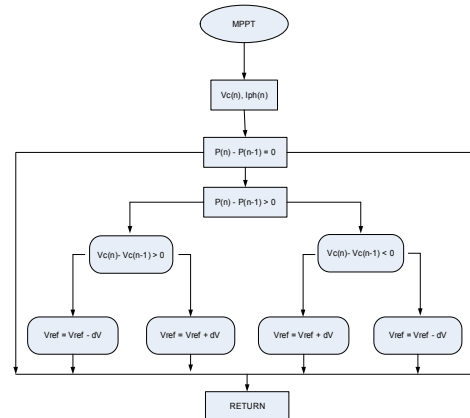 MPPT
Vc(n), Iph(n)
P(n) - P(n-1) = 0
P(n) - P(n-1) > 0
Vc(n)- Vc(n-1) > 0
Vc(n)- Vc(n-1) < 0
Vref = Vref - dV
Vref = Vref + dV
Vref = Vref + dV
Vref = Vref - dV
RETURN